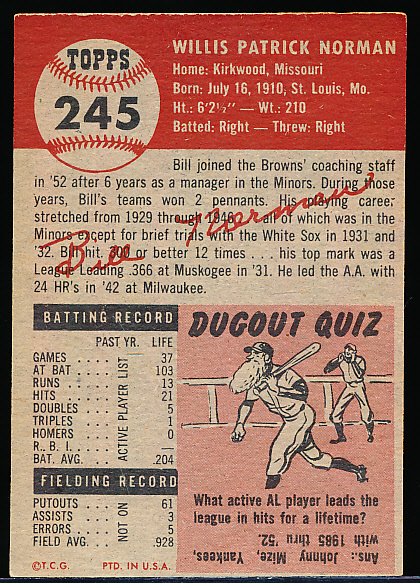 TOPPS
245
WILLIS PATRICK NORMAN
Home: Kirkwood, Missouri
Born: July 16, 1910, St. Louis, Mo.
Ht.: 6'2½" — Wt.: 210
Batted: Right — Threw: Right
Bill joined the Browns' coaching staff
in '52 after 6 years as a manager in the Minors. During those
years, Bill's teams won 2 pennants. His playing career
stretched from 1929 through 1946. All of which was in the
Minors except for brief trials with the White Sox in 1931 and
'32. Bill hit .300 or better 12 times . . . his top mark was a
League Leading .366 at Muskogee in '31. He led the A.A. with
24 HR's in '42 at Milwaukee.
Bill Norman
BATTING RECORD
PAST YR. LIFE
GAMES 37
AT BAT 103
RUNS 13
HITS 21
DOUBLES 5
TRIPLES 1
HOMERS 0
R. B. I. —
BAT. AVG. .204
FIELDING RECORD
PUTOUTS 61
ASSISTS 3
ERRORS 5
FIELD AVG. .928
NOT ON ACTIVE PLAYER LIST
©T.C.G. PTD. IN U.S.A.
DUGOUT QUIZ
What active AL player leads the
league in hits for a lifetime?
Ans.: Johnny Mize, Yankees,
with 1985 thru '52.